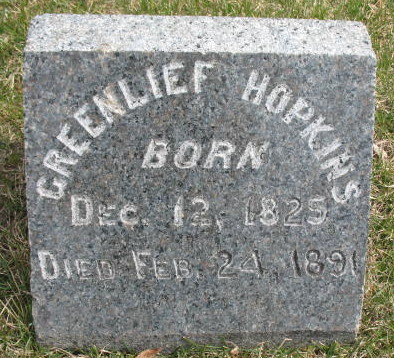 GREENLIEF HOPKINS
BORN
DEC. 12, 1825
DIED FEB. 24, 1891